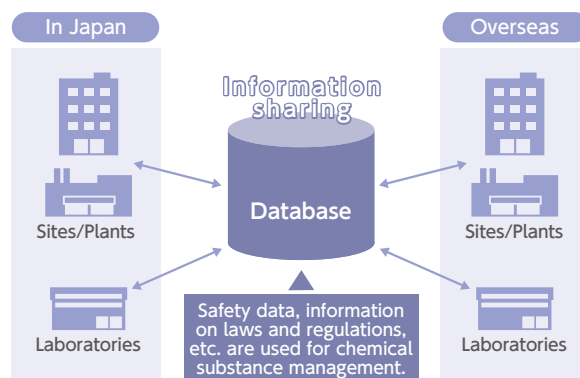 In Japan
Overseas
Information
sharing
Database
Sites/Plants
Laboratories
Sites/Plants
Laboratories
Safety data, information
on laws and regulations,
etc. are used for chemical
substance management.